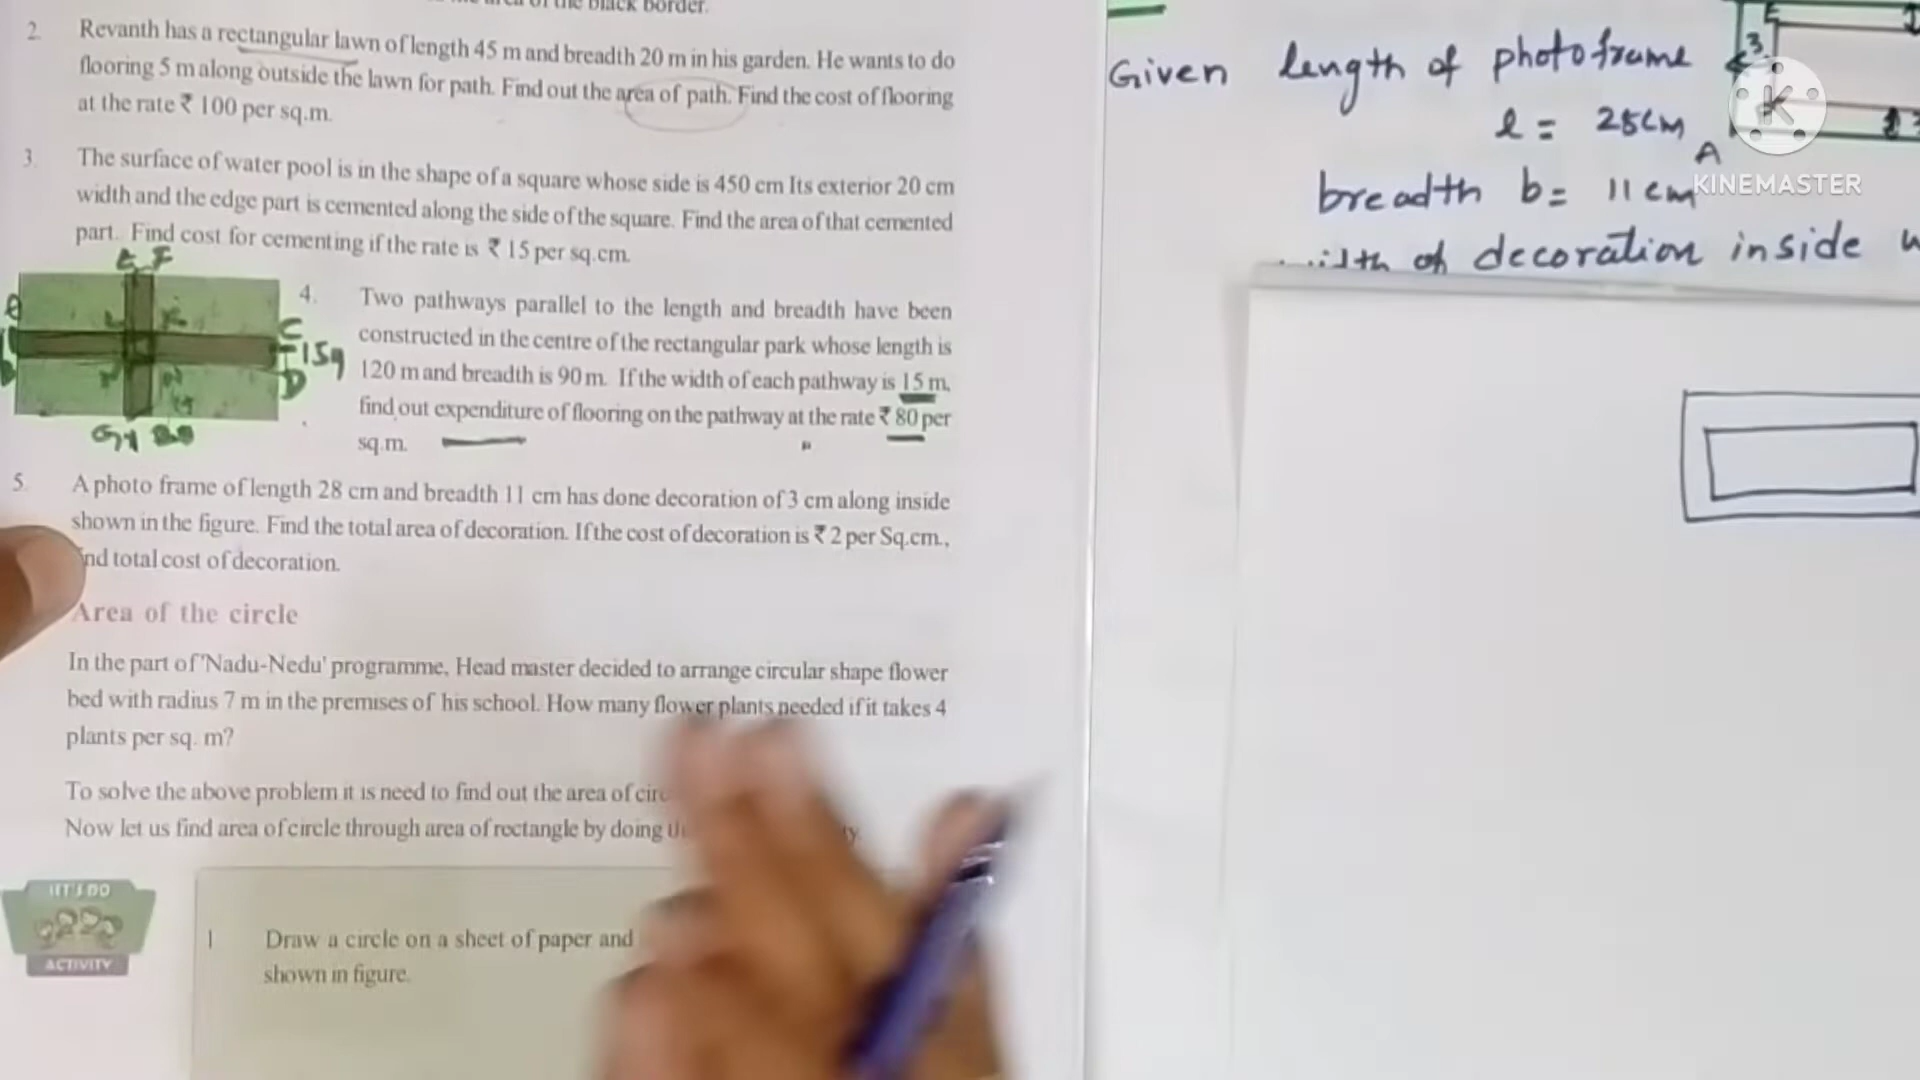 of the black border.
2. Revanth has a rectangular lawn of length 45 m and breadth 20 m in his garden. He wants to do
flooring 5 m along outside the lawn for path. Find out the area of path. Find the cost of flooring
at the rate ₹ 100 per sq.m.
3. The surface of water pool is in the shape of a square whose side is 450 cm Its exterior 20 cm
width and the edge part is cemented along the side of the square. Find the area of that cemented
part. Find cost for cementing if the rate is ₹ 15 per sq.cm.
E F
C
15
D
4. Two pathways parallel to the length and breadth have been
constructed in the centre of the rectangular park whose length is
120 m and breadth is 90 m. If the width of each pathway is 15 m,
find out expenditure of flooring on the pathway at the rate ₹ 80 per
sq.m.
5. A photo frame of length 28 cm and breadth 11 cm has done decoration of 3 cm along inside
shown in the figure. Find the total area of decoration. If the cost of decoration is ₹ 2 per Sq.cm.,
nd total cost of decoration.
Area of the circle
In the part of 'Nadu-Nedu' programme, Head master decided to arrange circular shape flower
bed with radius 7 m in the premises of his school. How many flower plants needed if it takes 4
plants per sq. m?
To solve the above problem it is need to find out the area of circ
Now let us find area of circle through area of rectangle by doing
LET'S DO
ACTIVITY
1 Draw a circle on a sheet of paper and
shown in figure.
Given length of photoframe
l = 28cm
breadth b = 11 cm
width of decoration inside
3
A
K
KINEMASTER